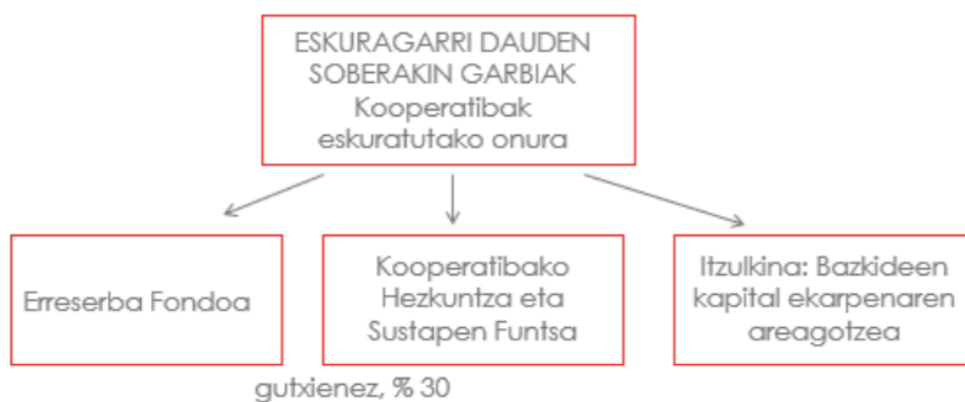 ESKURAGARRI DAUDEN
SOBERAKIN GARBIAK
Kooperatibak
eskuratutako onura
Erreserba Fondoa
Kooperatibako
Hezkuntza eta
Sustapen Funtsa
Itzulkina: Bazkideen
kapital ekarpenaren
areagotzea
gutxienez, % 30